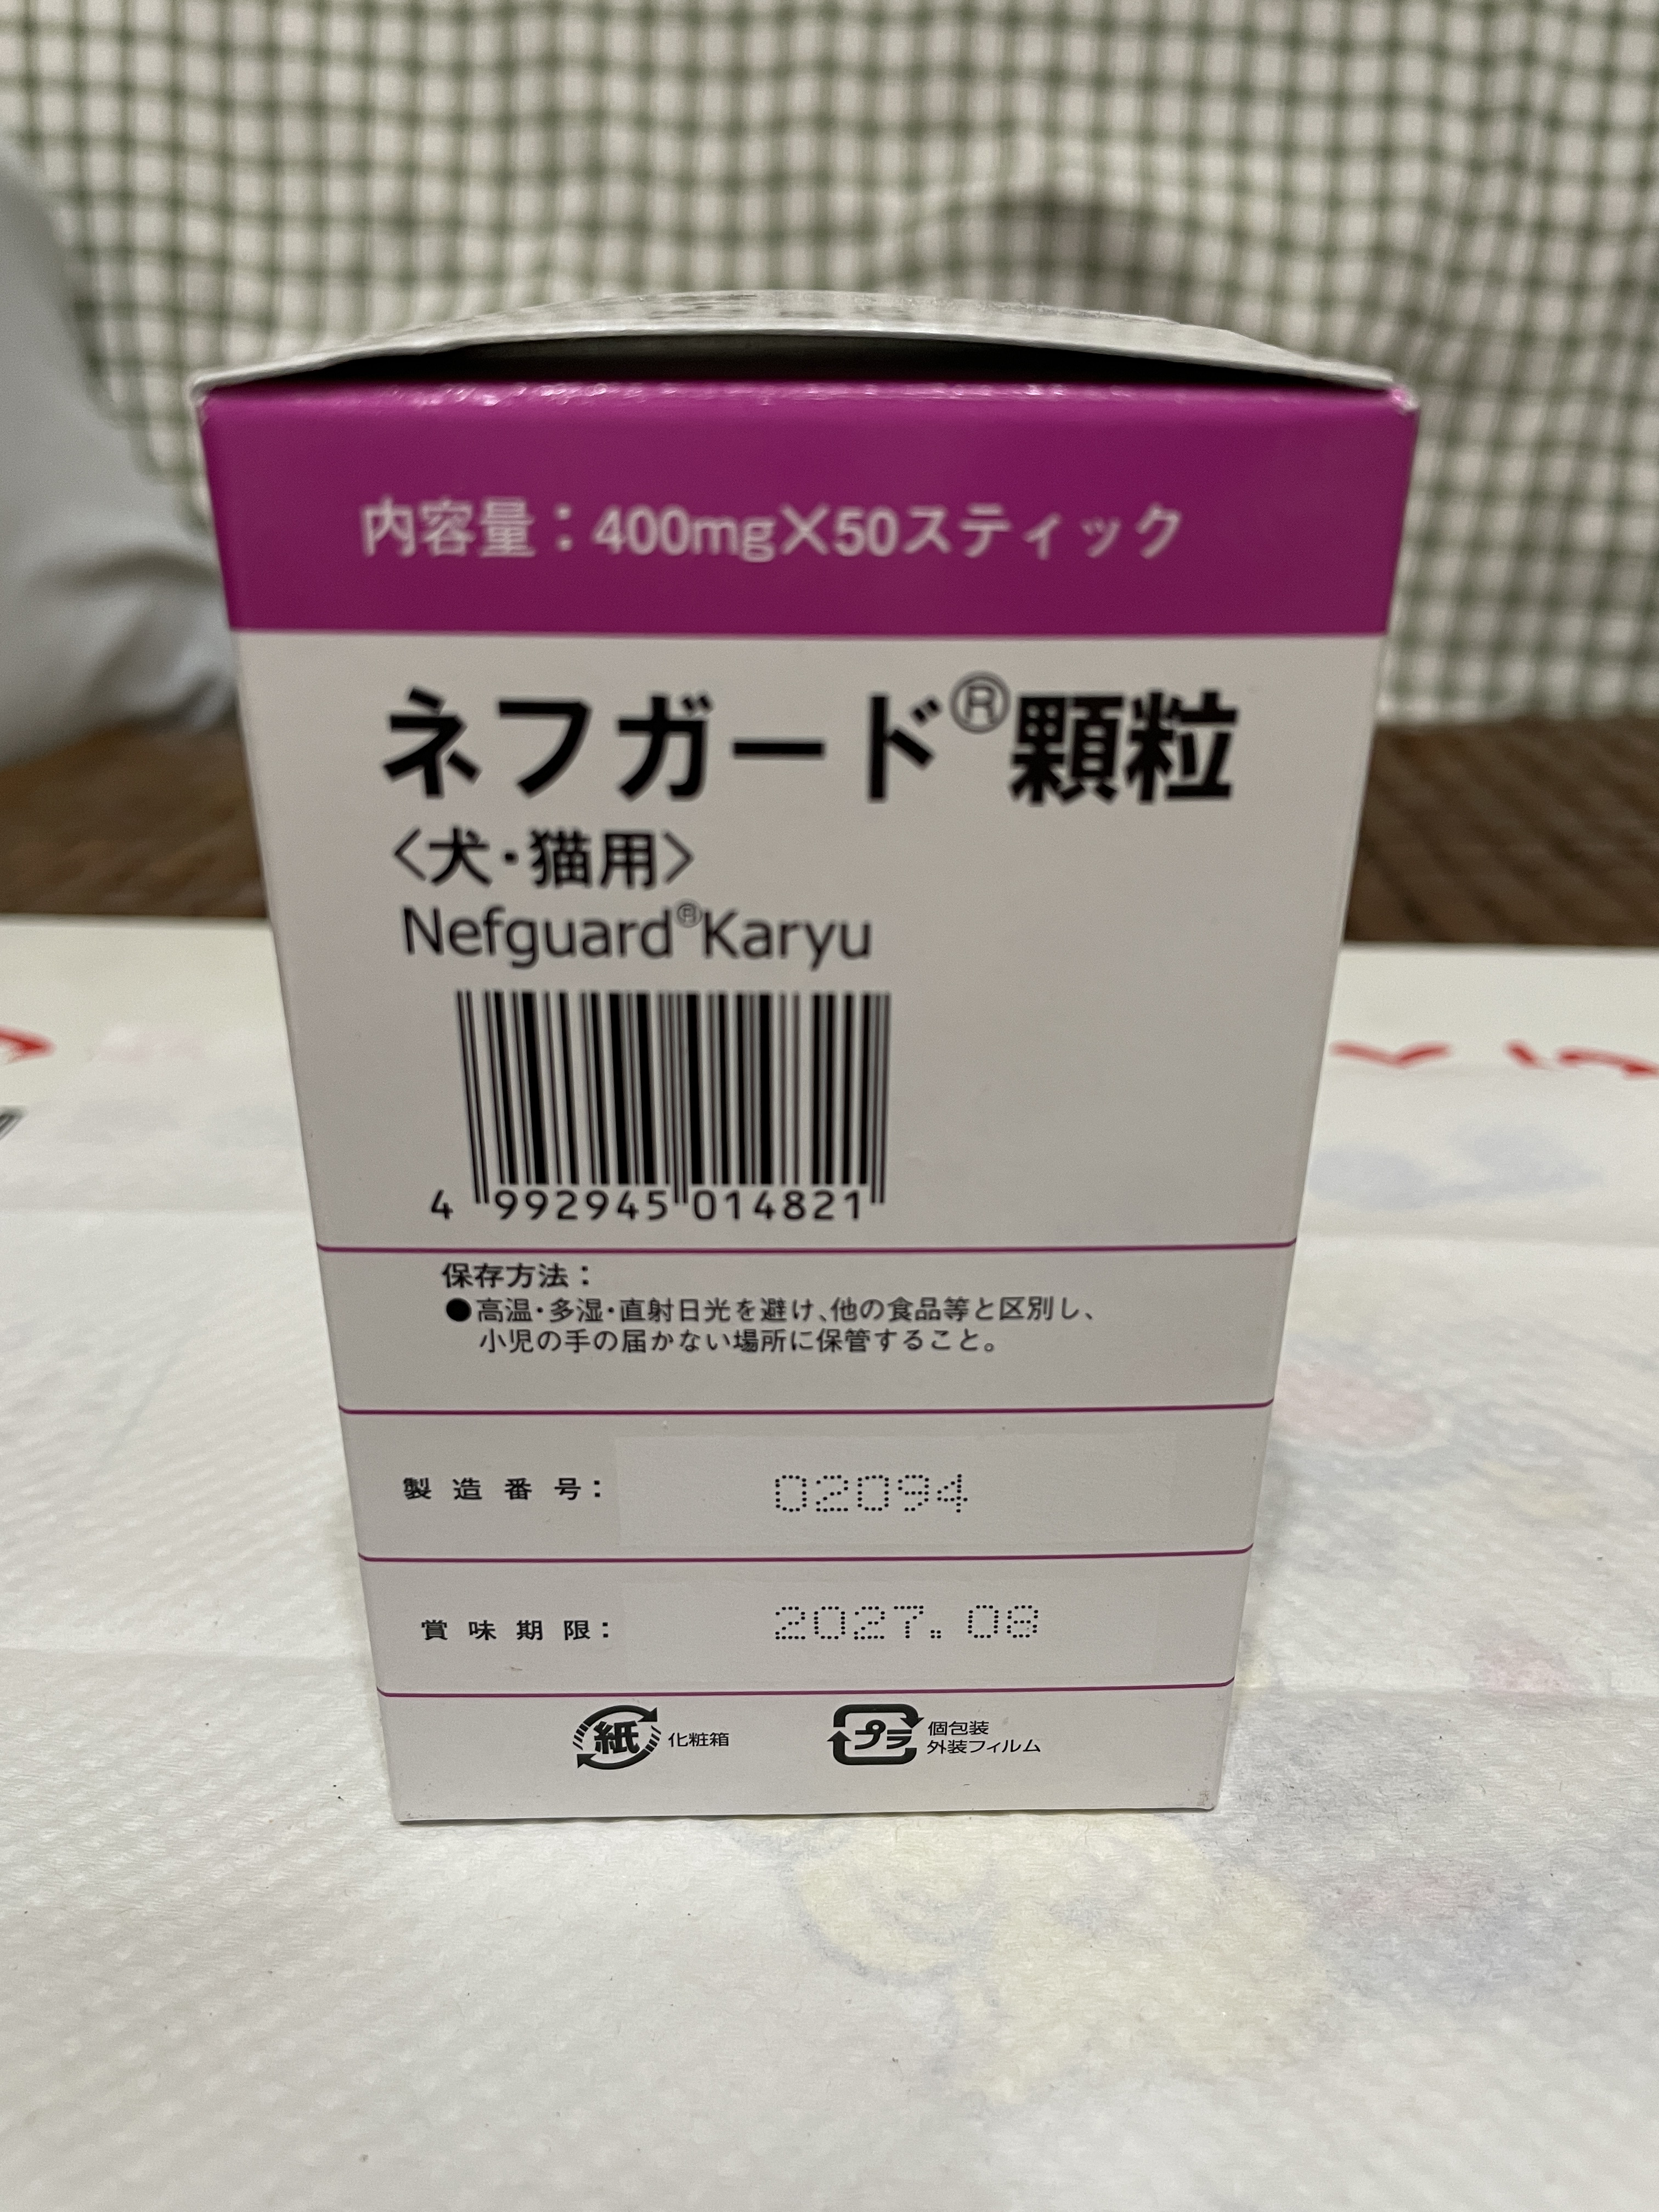 内容量：400mg×50スティック
ネフガード®顆粒
〈犬・猫用〉
Nefguard®Karyu
4 992945 014821
保存方法：
●高温・多湿・直射日光を避け、他の食品等と区別し、
小児の手の届かない場所に保管すること。
製造番号： 02094
賞味期限： 2027.08
紙 化粧箱
プラ 個包装
外装フィルム